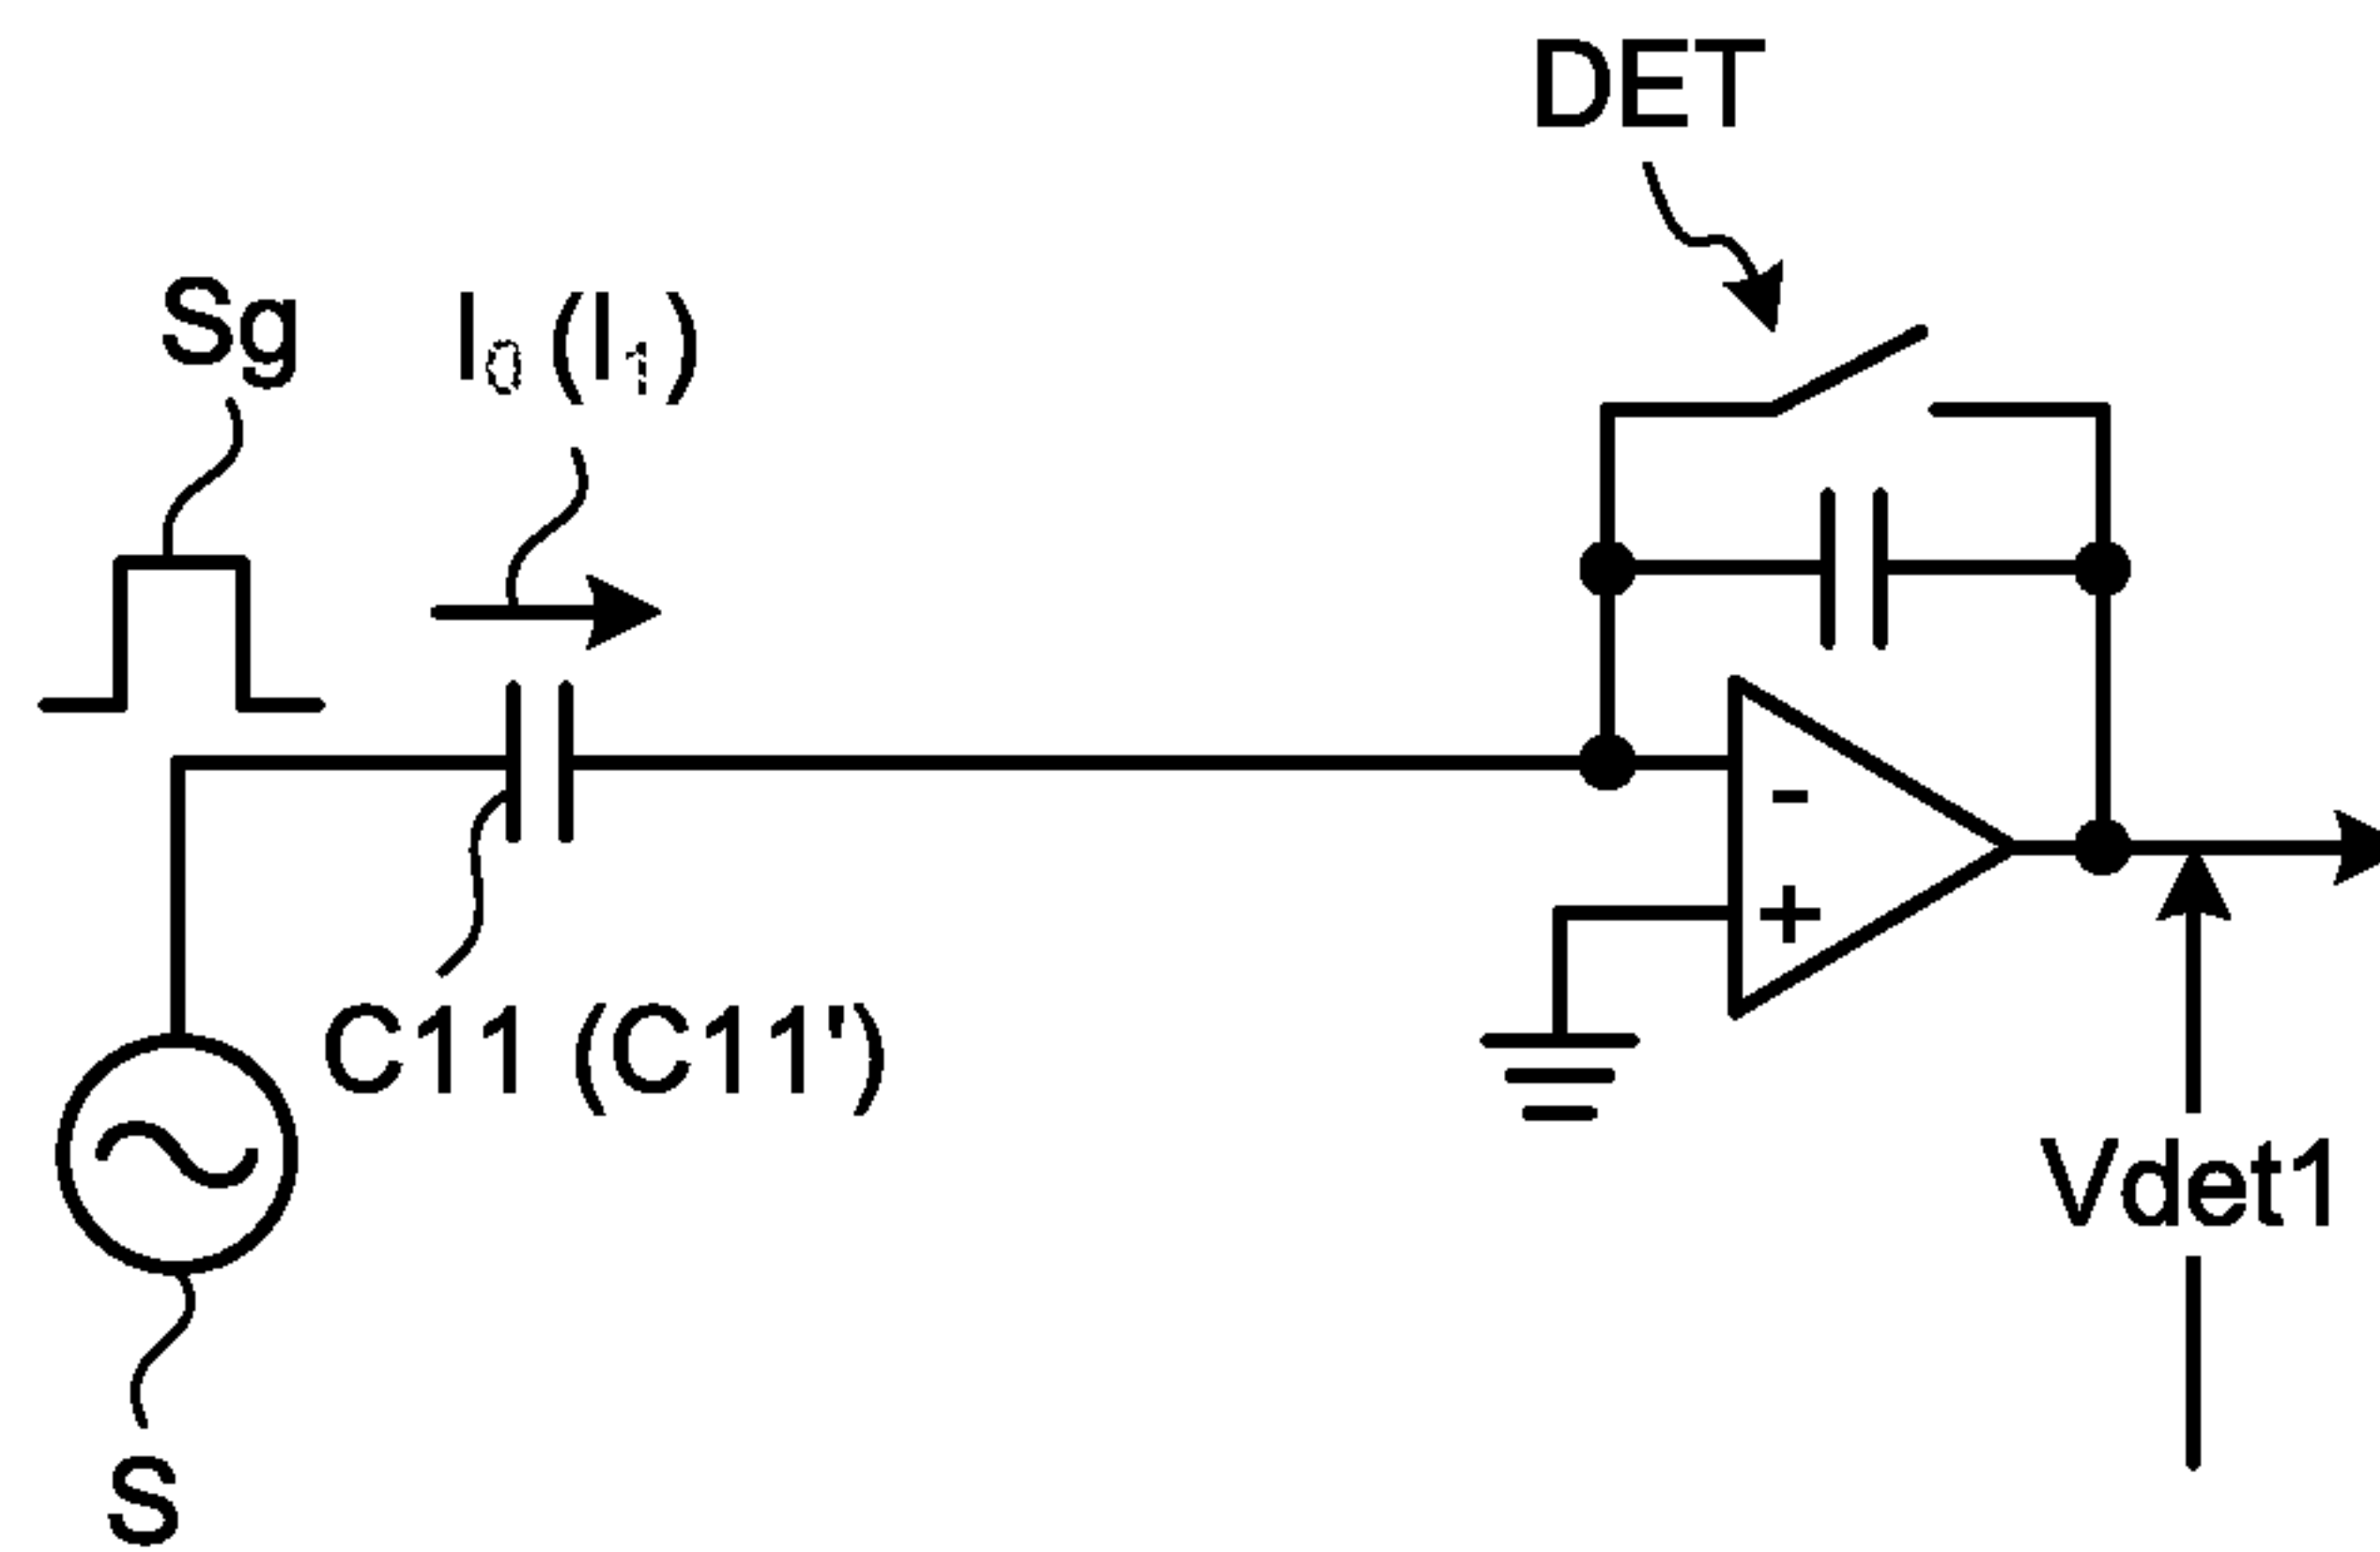 DET
Sg
I0 (I1)
-
+
C11 (C11')
Vdet1
S